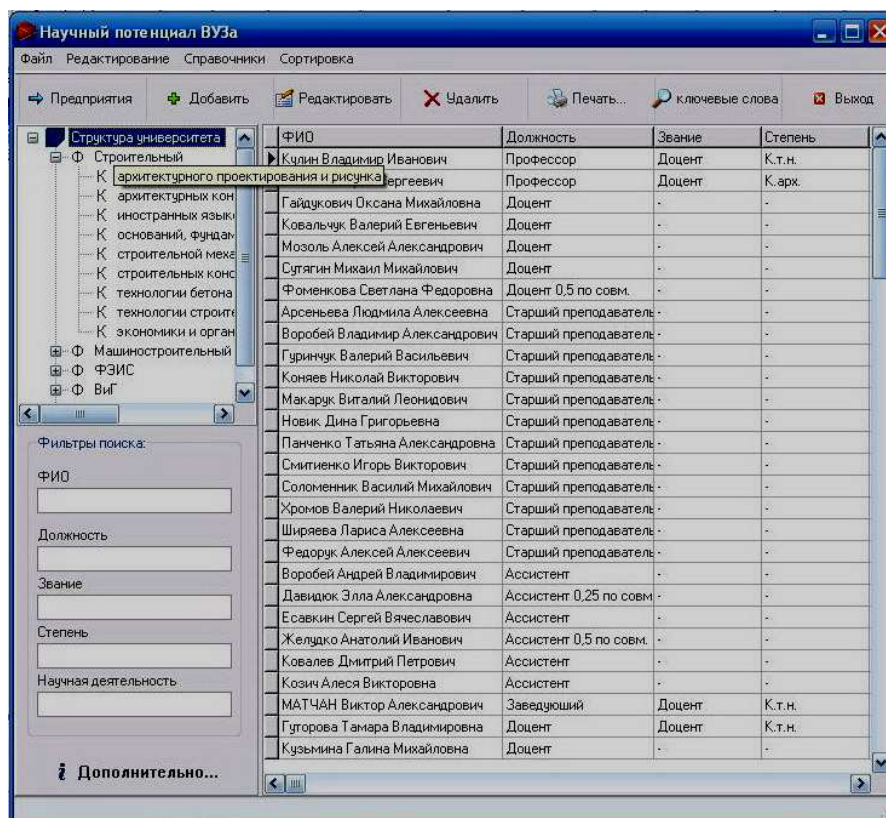 Научный потенциал ВУЗа
Файл Редактирование Справочники Сортировка
Предприятия Добавить Редактировать Удалить Печать... ключевые слова Выход
Структура университета
Ф Строительный
К архитектурного проектирования и рисунка
К архитектурных кон
К иностранных язык
К оснований, фундам
К строительной меха
К строительных конс
К технологии бетона
К технологии строите
К экономики и орган
Ф Машиностроительный
Ф ФЭИС
Ф ВиГ
Фильтры поиска:
ФИО
Должность
Звание
Степень
Научная деятельность
i Дополнительно...
ФИО Должность Звание Степень
Кулин Владимир Иванович Профессор Доцент К.т.н.
ергеевич Профессор Доцент К.арх.
Гайдукович Оксана Михайловна Доцент - -
Ковальчук Валерий Евгеньевич Доцент - -
Мозоль Алексей Александрович Доцент - -
Сутягин Михаил Михайлович Доцент - -
Фоменкова Светлана Федоровна Доцент 0,5 по совм. - -
Арсеньева Людмила Алексеевна Старший преподаватель - -
Воробей Владимир Александрович Старший преподаватель - -
Гуринчук Валерий Васильевич Старший преподаватель - -
Коняев Николай Викторович Старший преподаватель - -
Макарук Виталий Леонидович Старший преподаватель - -
Новик Дина Григорьевна Старший преподаватель - -
Панченко Татьяна Александровна Старший преподаватель - -
Смитиенко Игорь Викторович Старший преподаватель - -
Соломенник Василий Михайлович Старший преподаватель - -
Хромов Валерий Николаевич Старший преподаватель - -
Ширяева Лариса Алексеевна Старший преподаватель - -
Федорук Алексей Алексеевич Старший преподаватель - -
Воробей Андрей Владимирович Ассистент - -
Давидюк Элла Александровна Ассистент 0,25 по совм - -
Есавкин Сергей Вячеславович Ассистент - -
Желудко Анатолий Иванович Ассистент 0,5 по совм. - -
Ковалев Дмитрий Петрович Ассистент - -
Козич Алеся Викторовна Ассистент - -
МАТЧАН Виктор Александрович Заведуюший Доцент К.т.н.
Гуторова Тамара Владимировна Доцент Доцент К.т.н.
Кузьмина Галина Михайловна Доцент - -